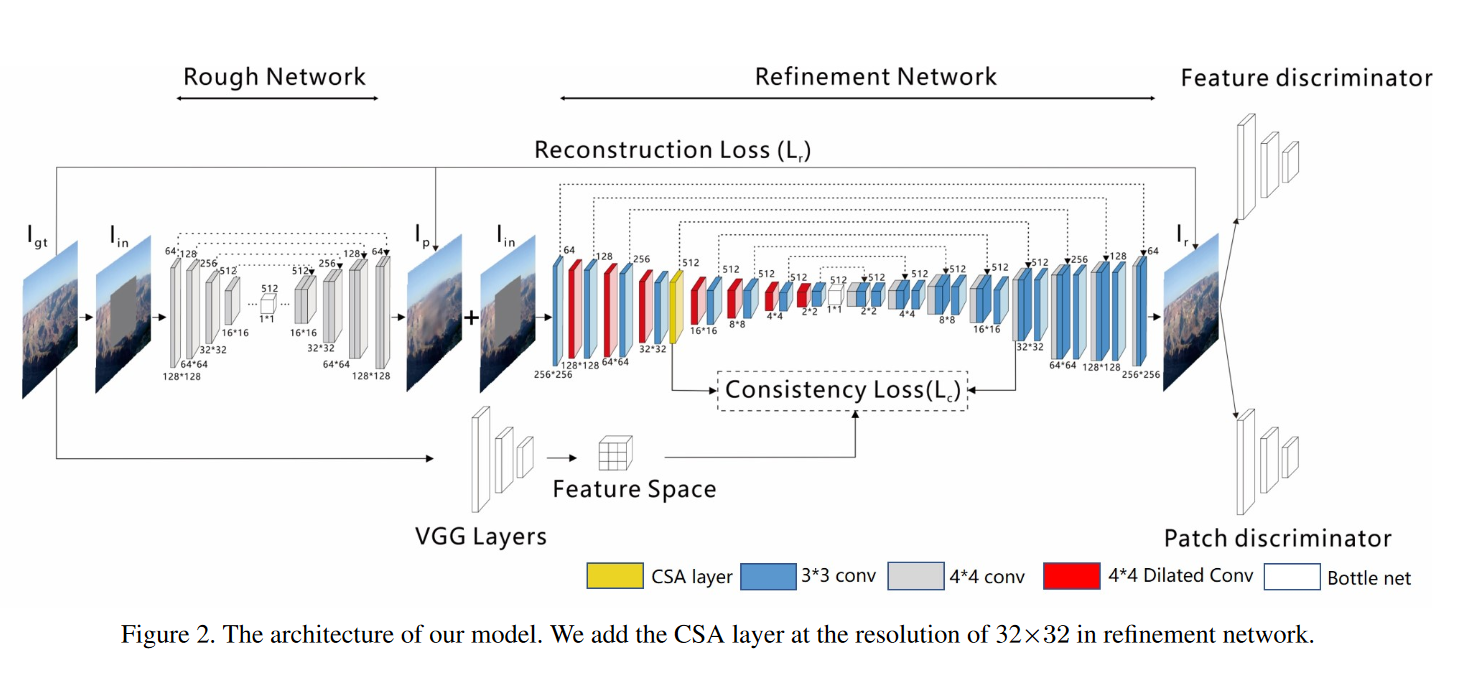 Rough Network
Refinement Network
Feature discriminator
Reconstruction Loss (Lr)
Igt
Iin
Ip
Iin
Ir
64 128 256 512 512 512 256 128 64
... ...
1*1
16*16 16*16
32*32 32*32
64*64 64*64
128*128 128*128
+
64 128 256 512 512 512 512 512 512 512 512 512 512 512 256 128 64
256*256 128*128 64*64 32*32 16*16 8*8 4*4 2*2 1*1 2*2 4*4 8*8 16*16 32*32 64*64 128*128 256*256
Consistency Loss(Lc)
Feature Space
VGG Layers
Patch discriminator
CSA layer
3*3 conv
4*4 conv
4*4 Dilated Conv
Bottle net
Figure 2. The architecture of our model. We add the CSA layer at the resolution of 32×32 in refinement network.